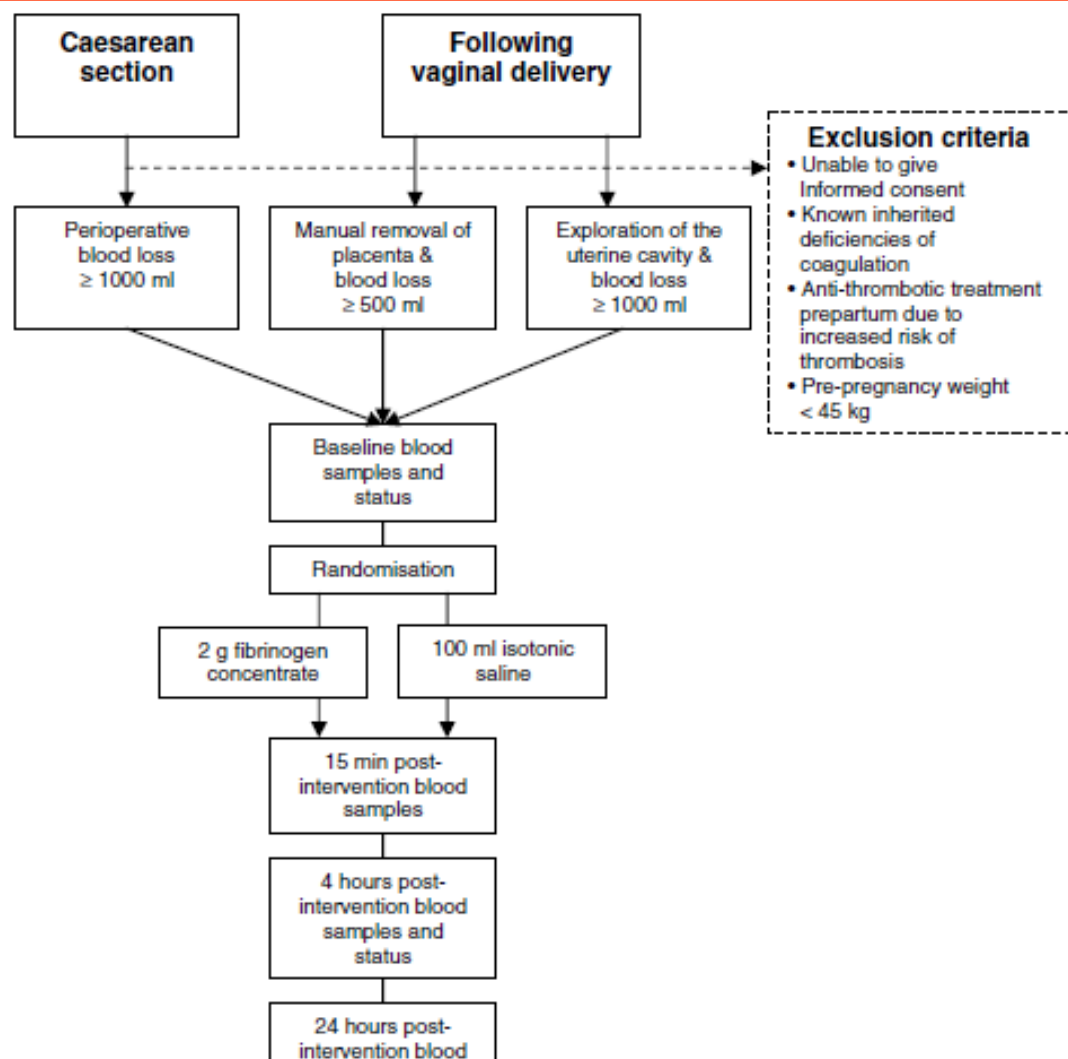 Caesarean
section
Following
vaginal delivery
Exclusion criteria
• Unable to give
Informed consent
• Known inherited
deficiencies of
coagulation
• Anti-thrombotic treatment
prepartum due to
increased risk of
thrombosis
• Pre-pregnancy weight
< 45 kg
Perioperative
blood loss
≥ 1000 ml
Manual removal of
placenta &
blood loss
≥ 500 ml
Exploration of the
uterine cavity &
blood loss
≥ 1000 ml
Baseline blood
samples and
status
Randomisation
2 g fibrinogen
concentrate
100 ml isotonic
saline
15 min post-
intervention blood
samples
4 hours post-
intervention blood
samples and
status
24 hours post-
intervention blood